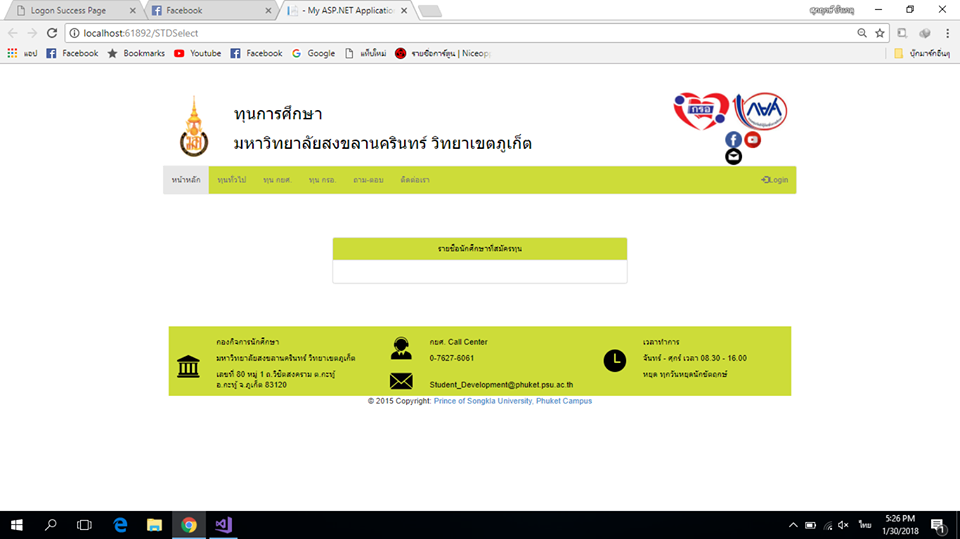 Logon Success Page
Facebook
- My ASP.NET Application
localhost:61892/STDSelect
แอป
Facebook
Bookmarks
Youtube
Facebook
Google
แท็บใหม่
รายชื่อการ์ตูน | Niceopp
บุ๊กมาร์กอื่นๆ
ทุนการศึกษา
มหาวิทยาลัยสงขลานครินทร์ วิทยาเขตภูเก็ต
กรอ
กยศ
หน้าหลัก
ทุนทั่วไป
ทุน กยศ.
ทุน กรอ.
ถาม-ตอบ
ติดต่อเรา
Login
รายชื่อนักศึกษาที่สมัครทุน
กองกิจการนักศึกษา
มหาวิทยาลัยสงขลานครินทร์ วิทยาเขตภูเก็ต
เลขที่ 80 หมู่ 1 ถ.วิชิตสงคราม ต.กะทู้
อ.กะทู้ จ.ภูเก็ต 83120
กยศ. Call Center
0-7627-6061
Student_Development@phuket.psu.ac.th
เวลาทำการ
จันทร์ - ศุกร์ เวลา 08.30 - 16.00
หยุด ทุกวันหยุดนักขัตฤกษ์
© 2015 Copyright: Prince of Songkla University, Phuket Campus
ไทย
5:26 PM
1/30/2018
1